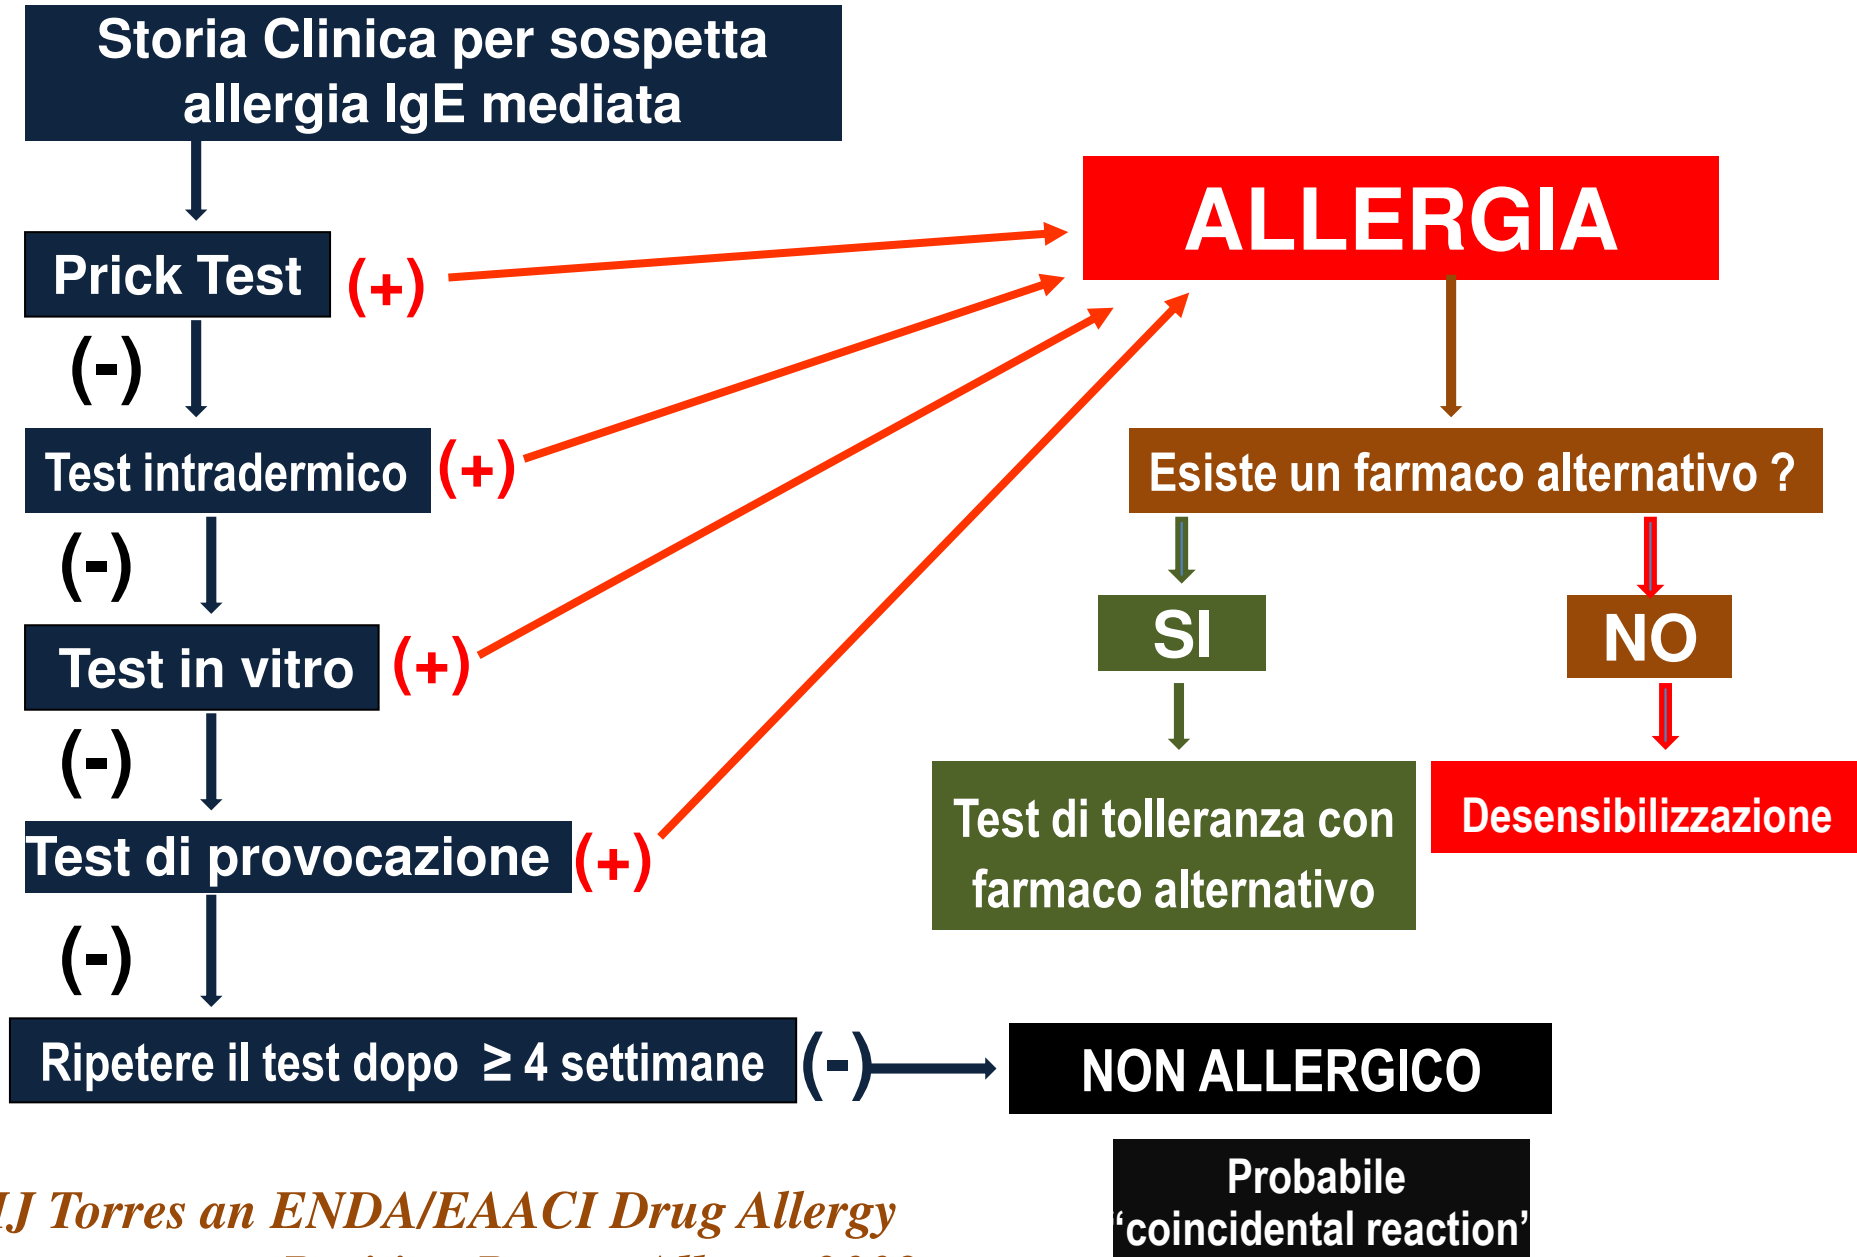 Storia Clinica per sospetta
allergia IgE mediata
ALLERGIA
Prick Test
(+)
(-)
Test intradermico
(+)
Esiste un farmaco alternativo ?
(-)
SI
NO
Test in vitro
(+)
(-)
Test di tolleranza con
farmaco alternativo
Desensibilizzazione
Test di provocazione
(+)
(-)
Ripetere il test dopo ≥ 4 settimane
(-)
NON ALLERGICO
Probabile
“coincidental reaction’
Torres an ENDA/EAACI Drug Allergy